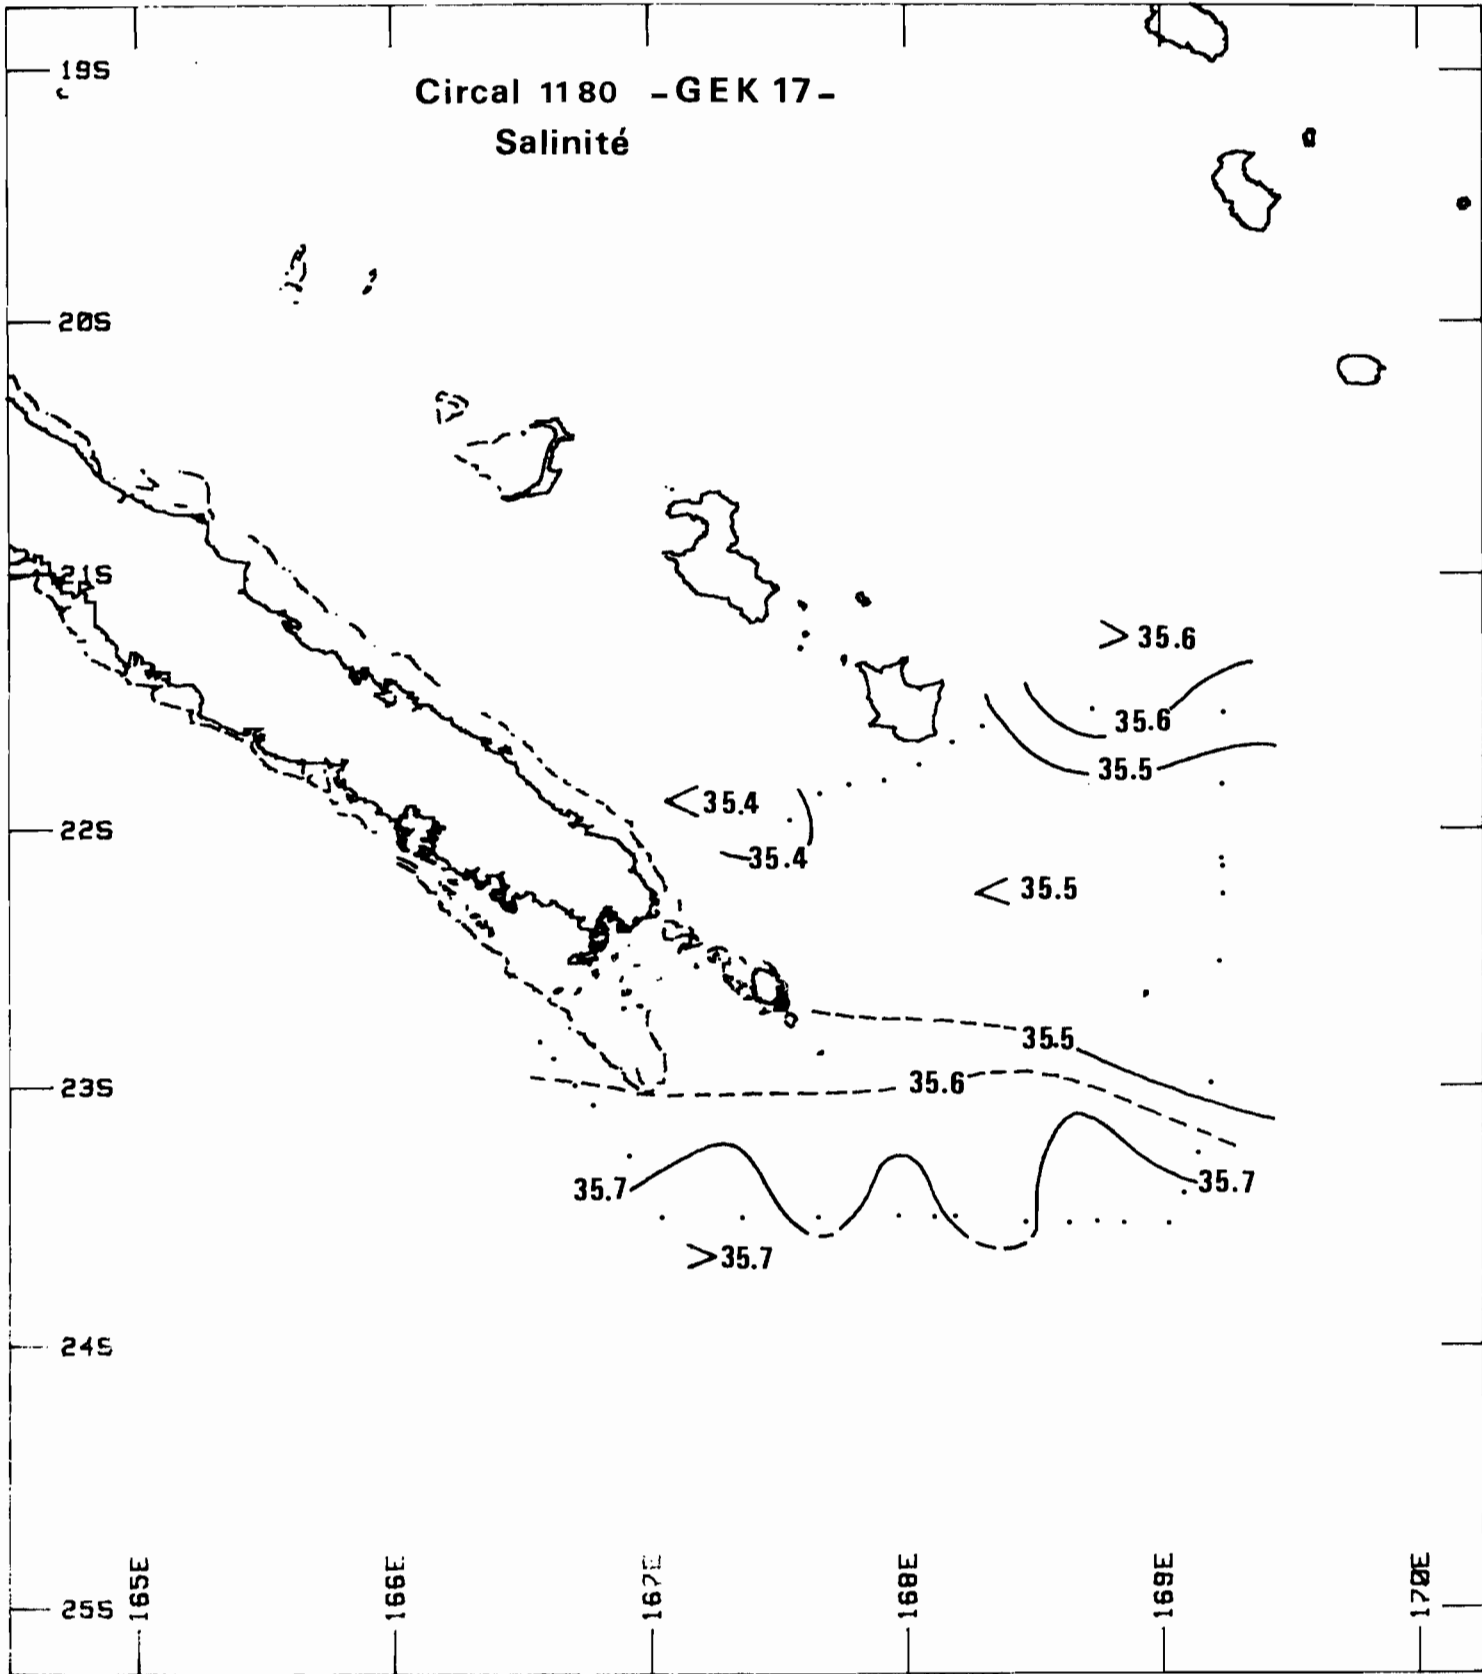 19S
Circal 1180 -GEK 17-
Salinité
20S
21S
>35.6
35.6
35.5
<35.4
22S
35.4
<35.5
35.5
23S
35.6
35.7
35.7
>35.7
24S
25S
165E
166E
167E
168E
169E
170E